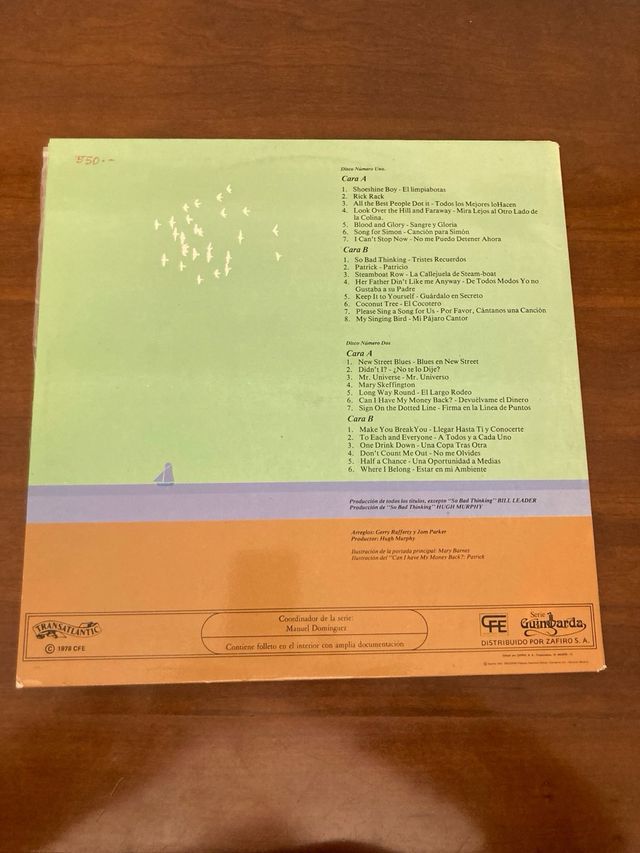 550.-
Disco Número Uno.
Cara A
1. Shoeshine Boy - El limpiabotas
2. Rick Rack
3. All the Best People Dot it - Todos los Mejores loHacen
4. Look Over the Hill and Faraway - Mira Lejos al Otro Lado de
la Colina.
5. Blood and Glory - Sangre y Gloria
6. Song for Simon - Canción para Simón
7. I Can't Stop Now - No me Puedo Detener Ahora
Cara B
1. So Bad Thinking - Tristes Recuerdos
2. Patrick - Patricio
3. Steamboat Row - La Callejuela de Steam-boat
4. Her Father Din't Like me Anyway - De Todos Modos Yo no
Gustaba a su Padre
5. Keep It to Yourself - Guárdalo en Secreto
6. Coconut Tree - El Cocotero
7. Please Sing a Song for Us - Por Favor, Cántanos una Canción
8. My Singing Bird - Mi Pájaro Cantor
Disco Número Dos
Cara A
1. New Street Blues - Blues en New Street
2. Didn't I? - ¿No te lo Dije?
3. Mr. Universe - Mr. Universo
4. Mary Skeffington
5. Long Way Round - El Largo Rodeo
6. Can I Have My Money Back? - Devuélvame el Dinero
7. Sign On the Dotted Line - Firma en la Linea de Puntos
Cara B
1. Make You BreakYou - Llegar Hasta Ti y Conocerte
2. To Each and Everyone - A Todos y a Cada Uno
3. One Drink Down - Una Copa Tras Otra
4. Don't Count Me Out - No me Olvides
5. Half a Chance - Una Oportunidad a Medias
6. Where I Belong - Estar en mi Ambiente
Producción de todos los títulos, excepto "So Bad Thinking" BILL LEADER
Producción de "So Bad Thinking" HUGH MURPHY
Arreglos: Gerry Rafferty y Jom Parker
Productor: Hugh Murphy
Ilustración de la portada principal: Mary Barnes
Ilustración del "Can I have My Money Back?: Patrick
TRANSATLANTIC
© 1978 CFE
Coordinador de la serie:
Manuel Domínguez
Contiene folleto en el interior con amplia documentación
CFE
Serie
Guimbarda
DISTRIBUIDO POR ZAFIRO S.A.